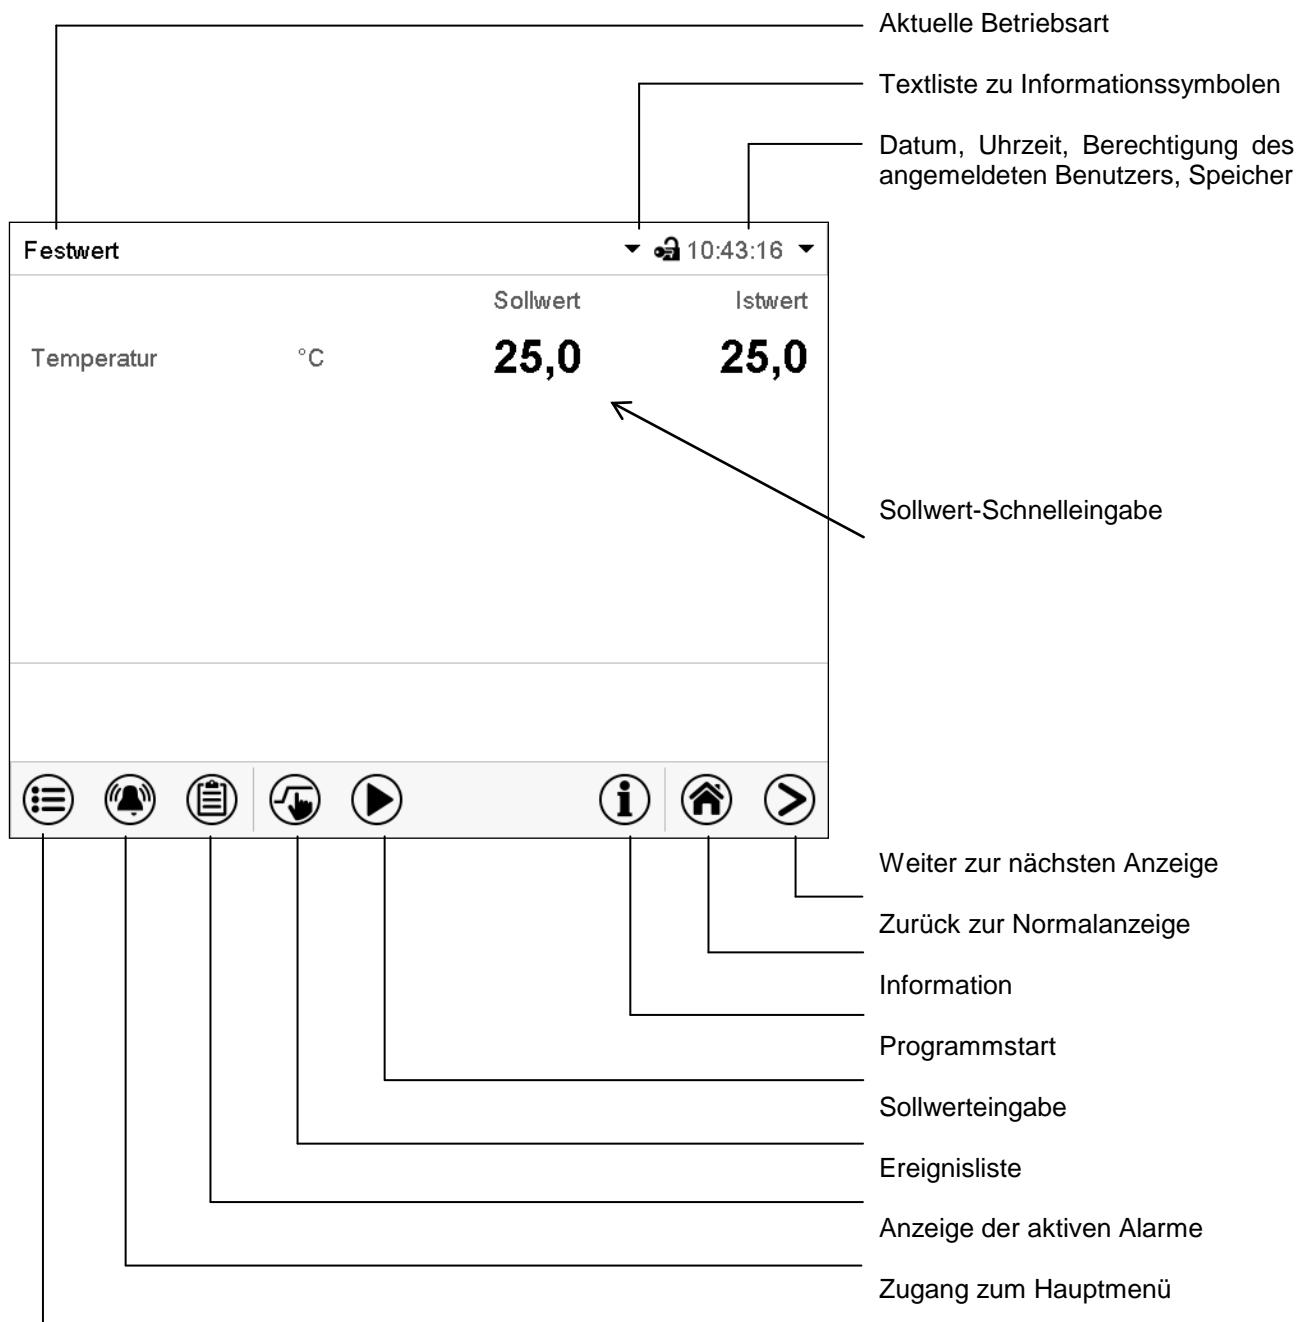 Aktuelle Betriebsart
Textliste zu Informationssymbolen
Datum, Uhrzeit, Berechtigung des
angemeldeten Benutzers, Speicher
Festwert
10:43:16
Sollwert Istwert
Temperatur °C 25,0 25,0
Sollwert-Schnelleingabe
Weiter zur nächsten Anzeige
Zurück zur Normalanzeige
Information
Programmstart
Sollwerteingabe
Ereignisliste
Anzeige der aktiven Alarme
Zugang zum Hauptmenü